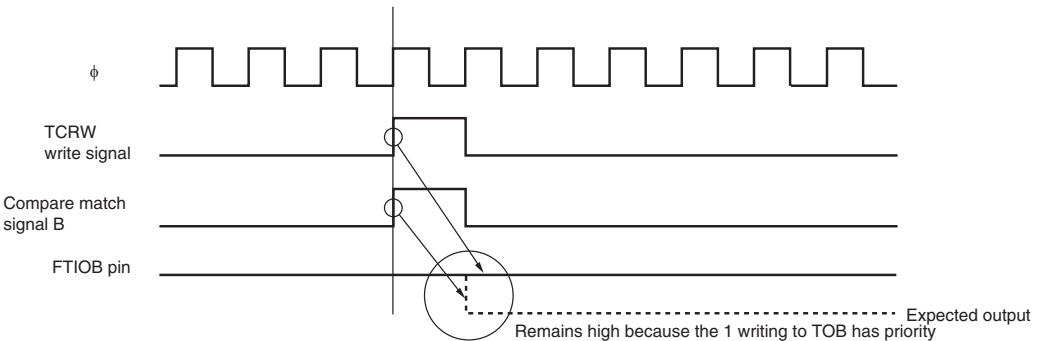 φ
TCRW
write signal
Compare match
signal B
FTIOB pin
Expected output
Remains high because the 1 writing to TOB has priority